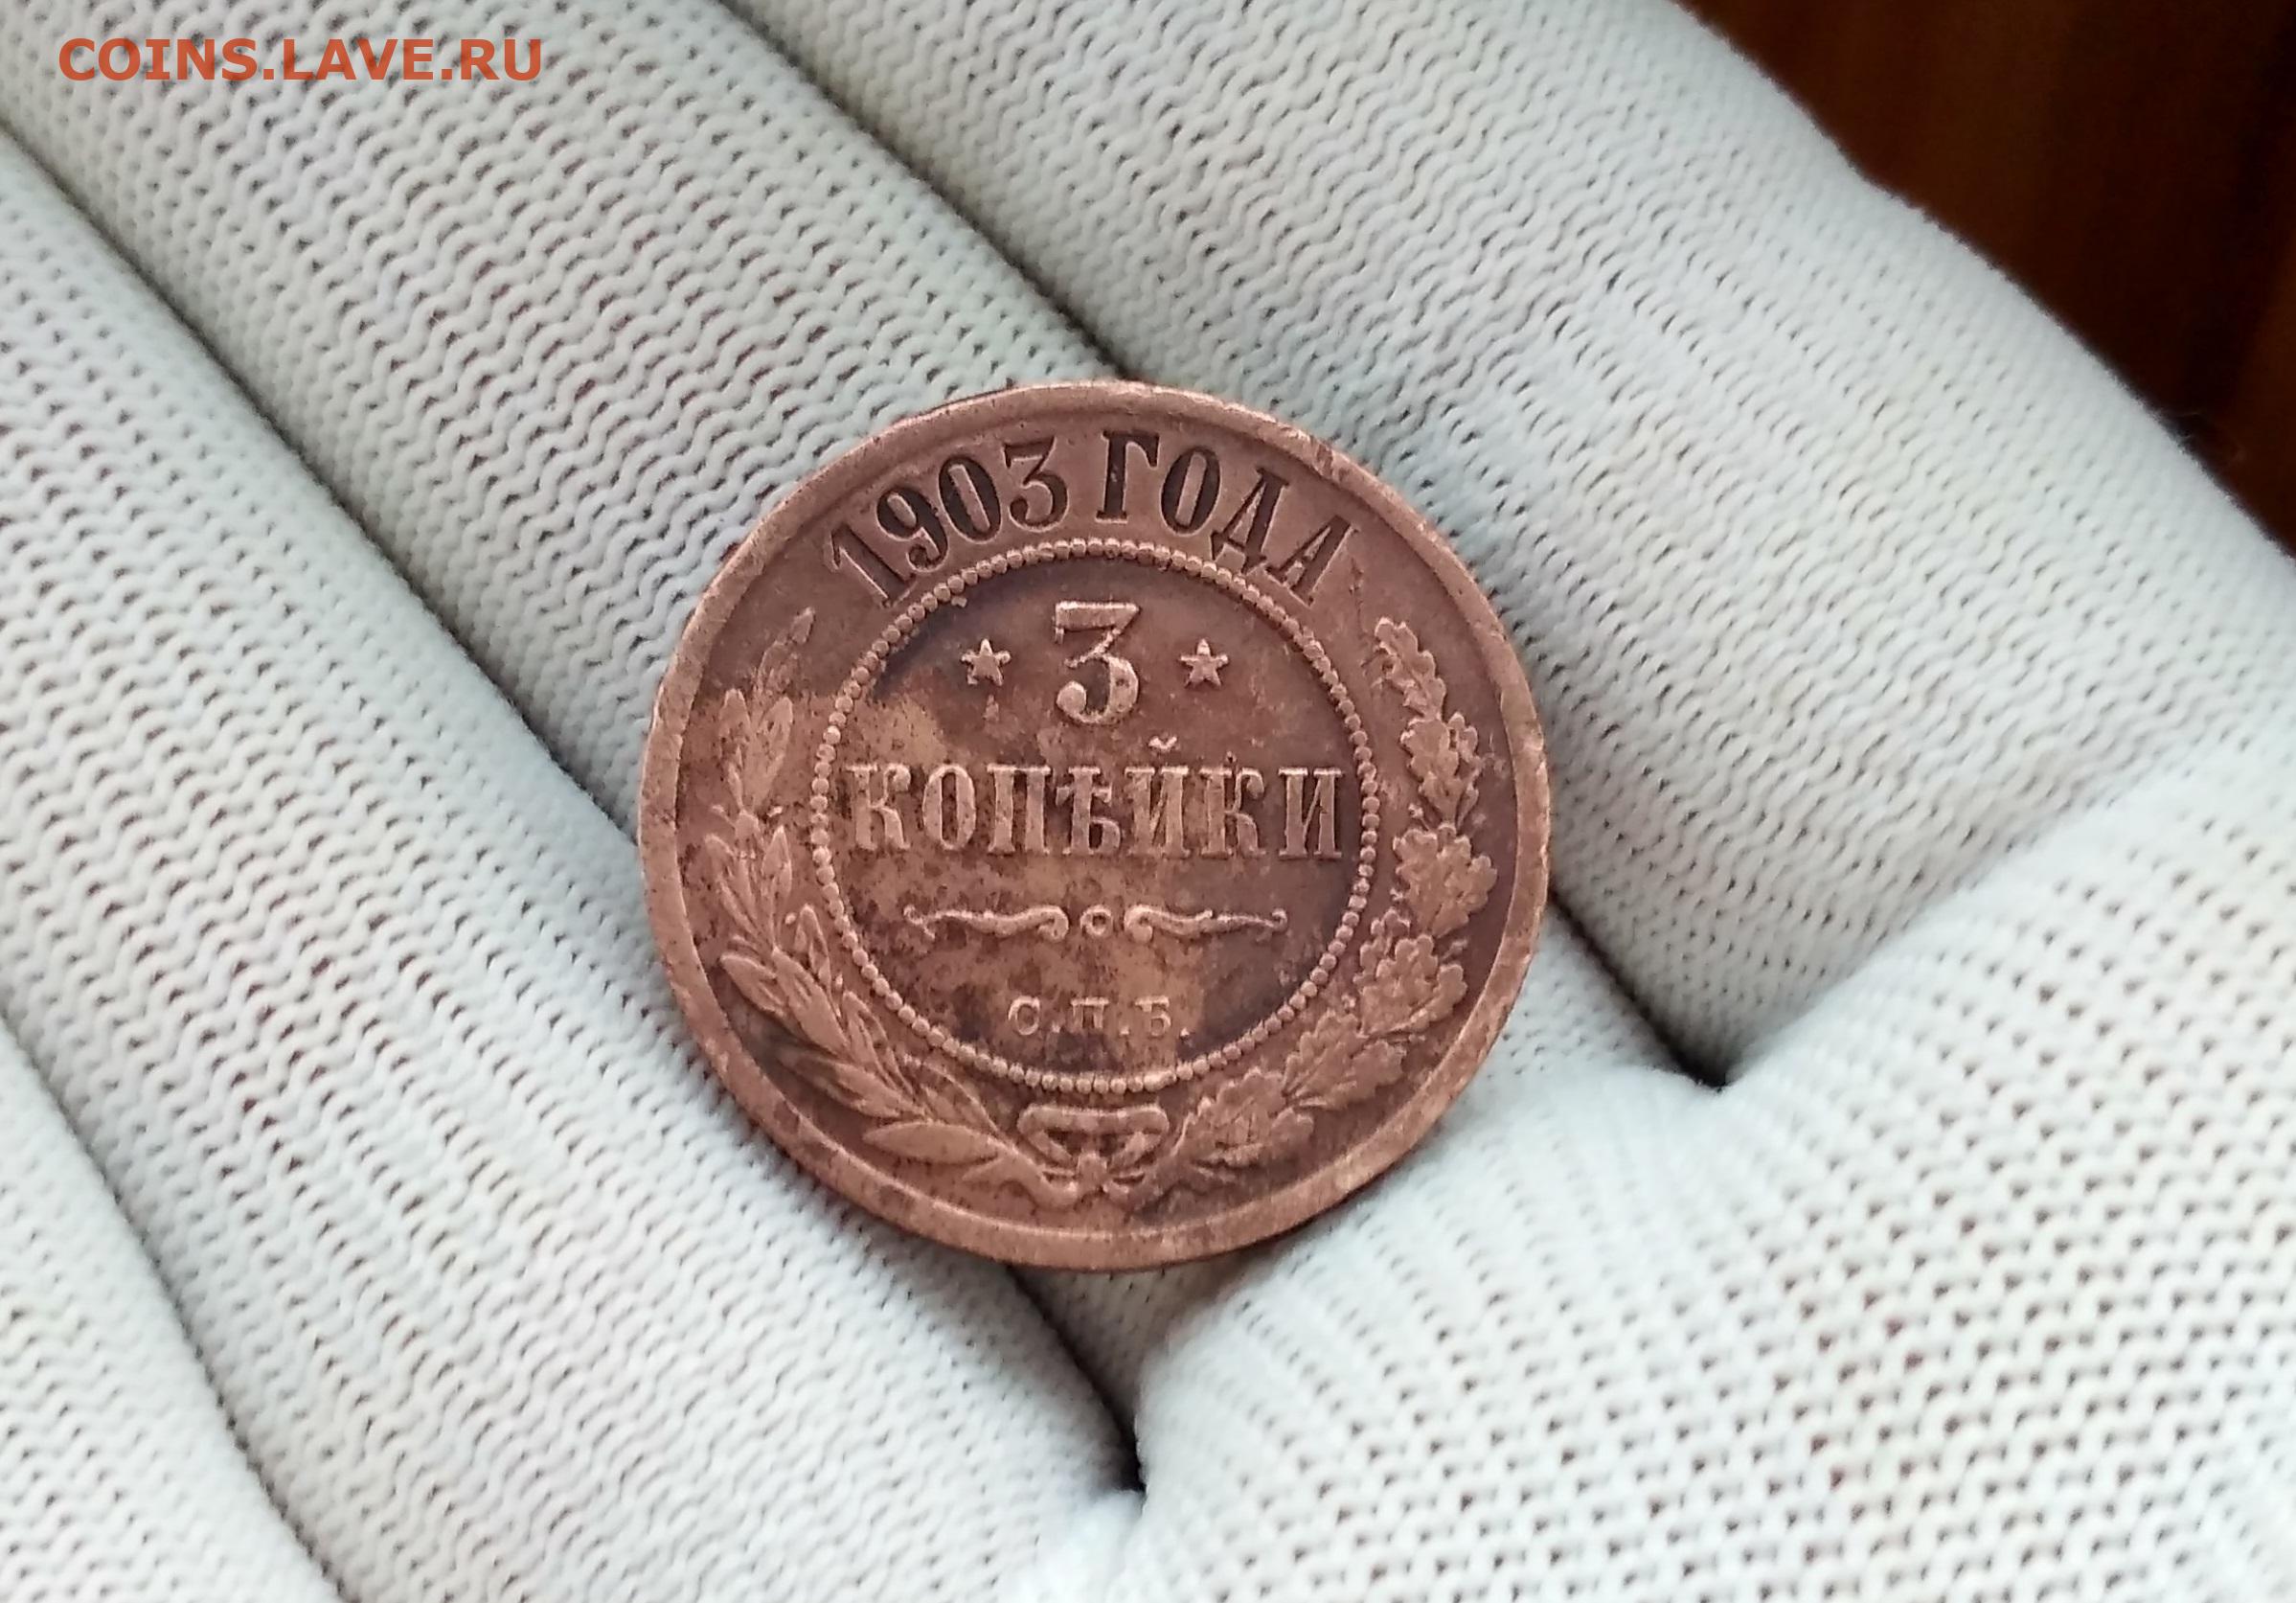 COINS.LAVE.RU
1903 ГОДА
3
КОПѢЙКИ
С.П.Б.